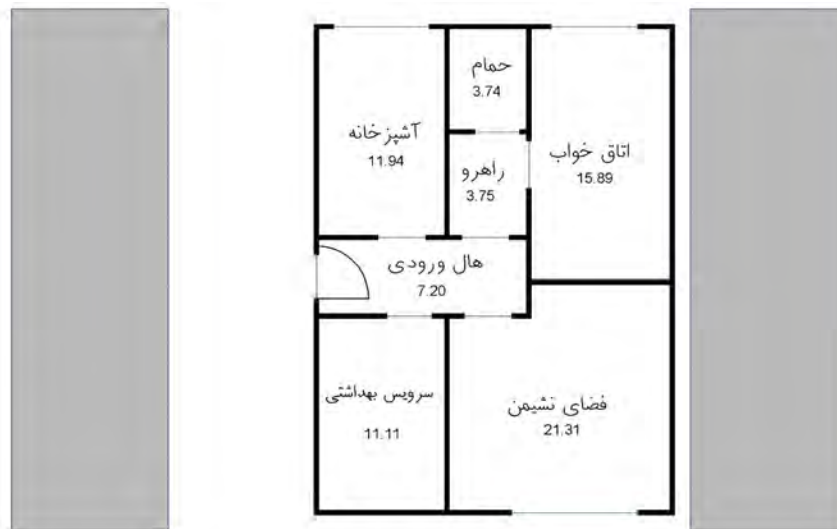 حمام
3.74
آشپزخانه
11.94
اتاق خواب
15.89
راهرو
3.75
هال ورودی
7.20
سرویس بهداشتی
11.11
فضای نشیمن
21.31